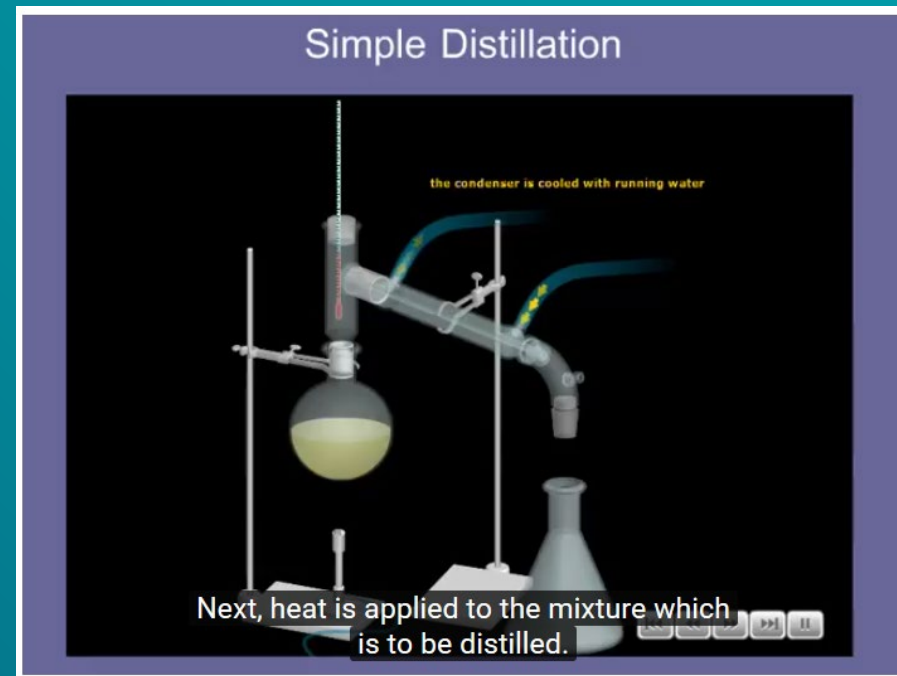 Simple Distillation
the condenser is cooled with running water
Next, heat is applied to the mixture which
is to be distilled.